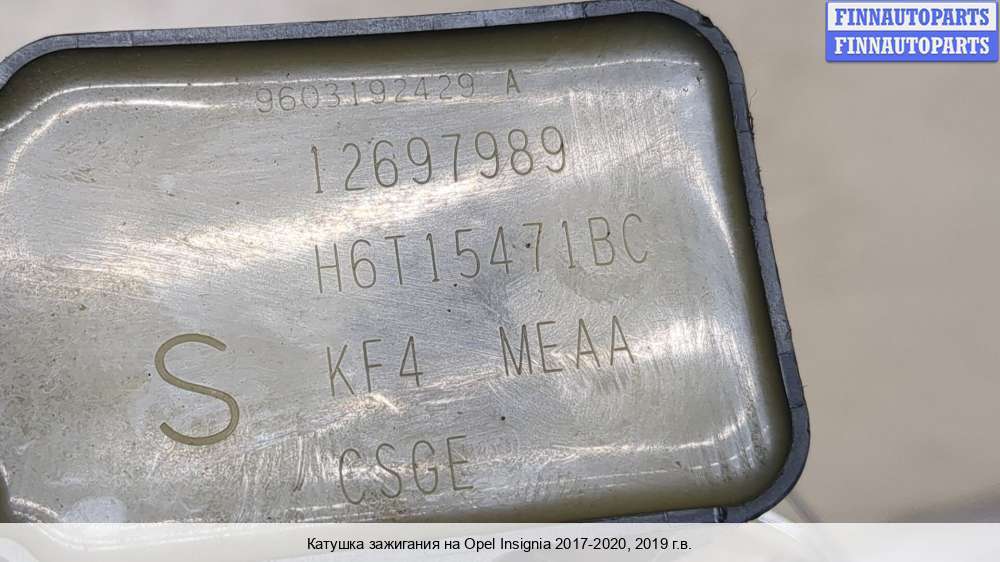 FINNAUTOPARTS
FINNAUTOPARTS
9603192429 A
12697989
H6T15471BC
S
KF4 MEAA
CSGE
Катушка зажигания на Opel Insignia 2017-2020, 2019 г.в.